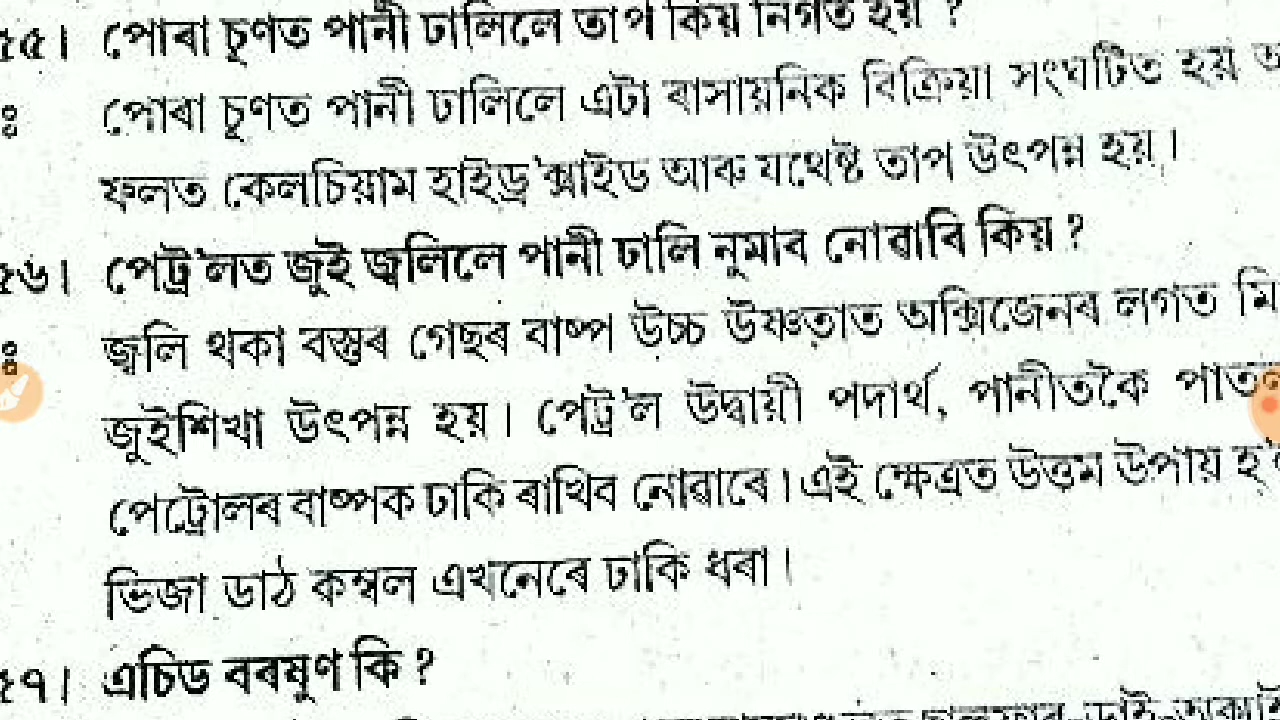 ৫৫। পোৰা চূণত পানী ঢালিলে তাপ কিয় নিৰ্গত হয় ?
ঃ পোৰা চূণত পানী ঢালিলে এটা ৰাসায়নিক বিক্ৰিয়া সংঘটিত হয়
ফলত কেলচিয়াম হাইড্ৰ'ক্সাইড আৰু যথেষ্ট তাপ উৎপন্ন হয়।
৫৬। পেট্ৰ'লত জুই জ্বলিলে পানী ঢালি নুমাব নোৱাৰি কিয় ?
ঃ জ্বলি থকা বস্তুৰ গেছৰ বাষ্প উচ্চ উষ্ণতাত অক্সিজেনৰ লগত মি
জুইশিখা উৎপন্ন হয়। পেট্ৰ'ল উদ্বায়ী পদাৰ্থ, পানীতকৈ পাত
পেট্ৰোলৰ বাষ্পক ঢাকি ৰাখিব নোৱাৰে। এই ক্ষেত্ৰত উত্তম উপায় হ'
ভিজা ডাঠ কম্বল এখনেৰে ঢাকি ধৰা।
৫৭। এচিড বৰষুণ কি ?